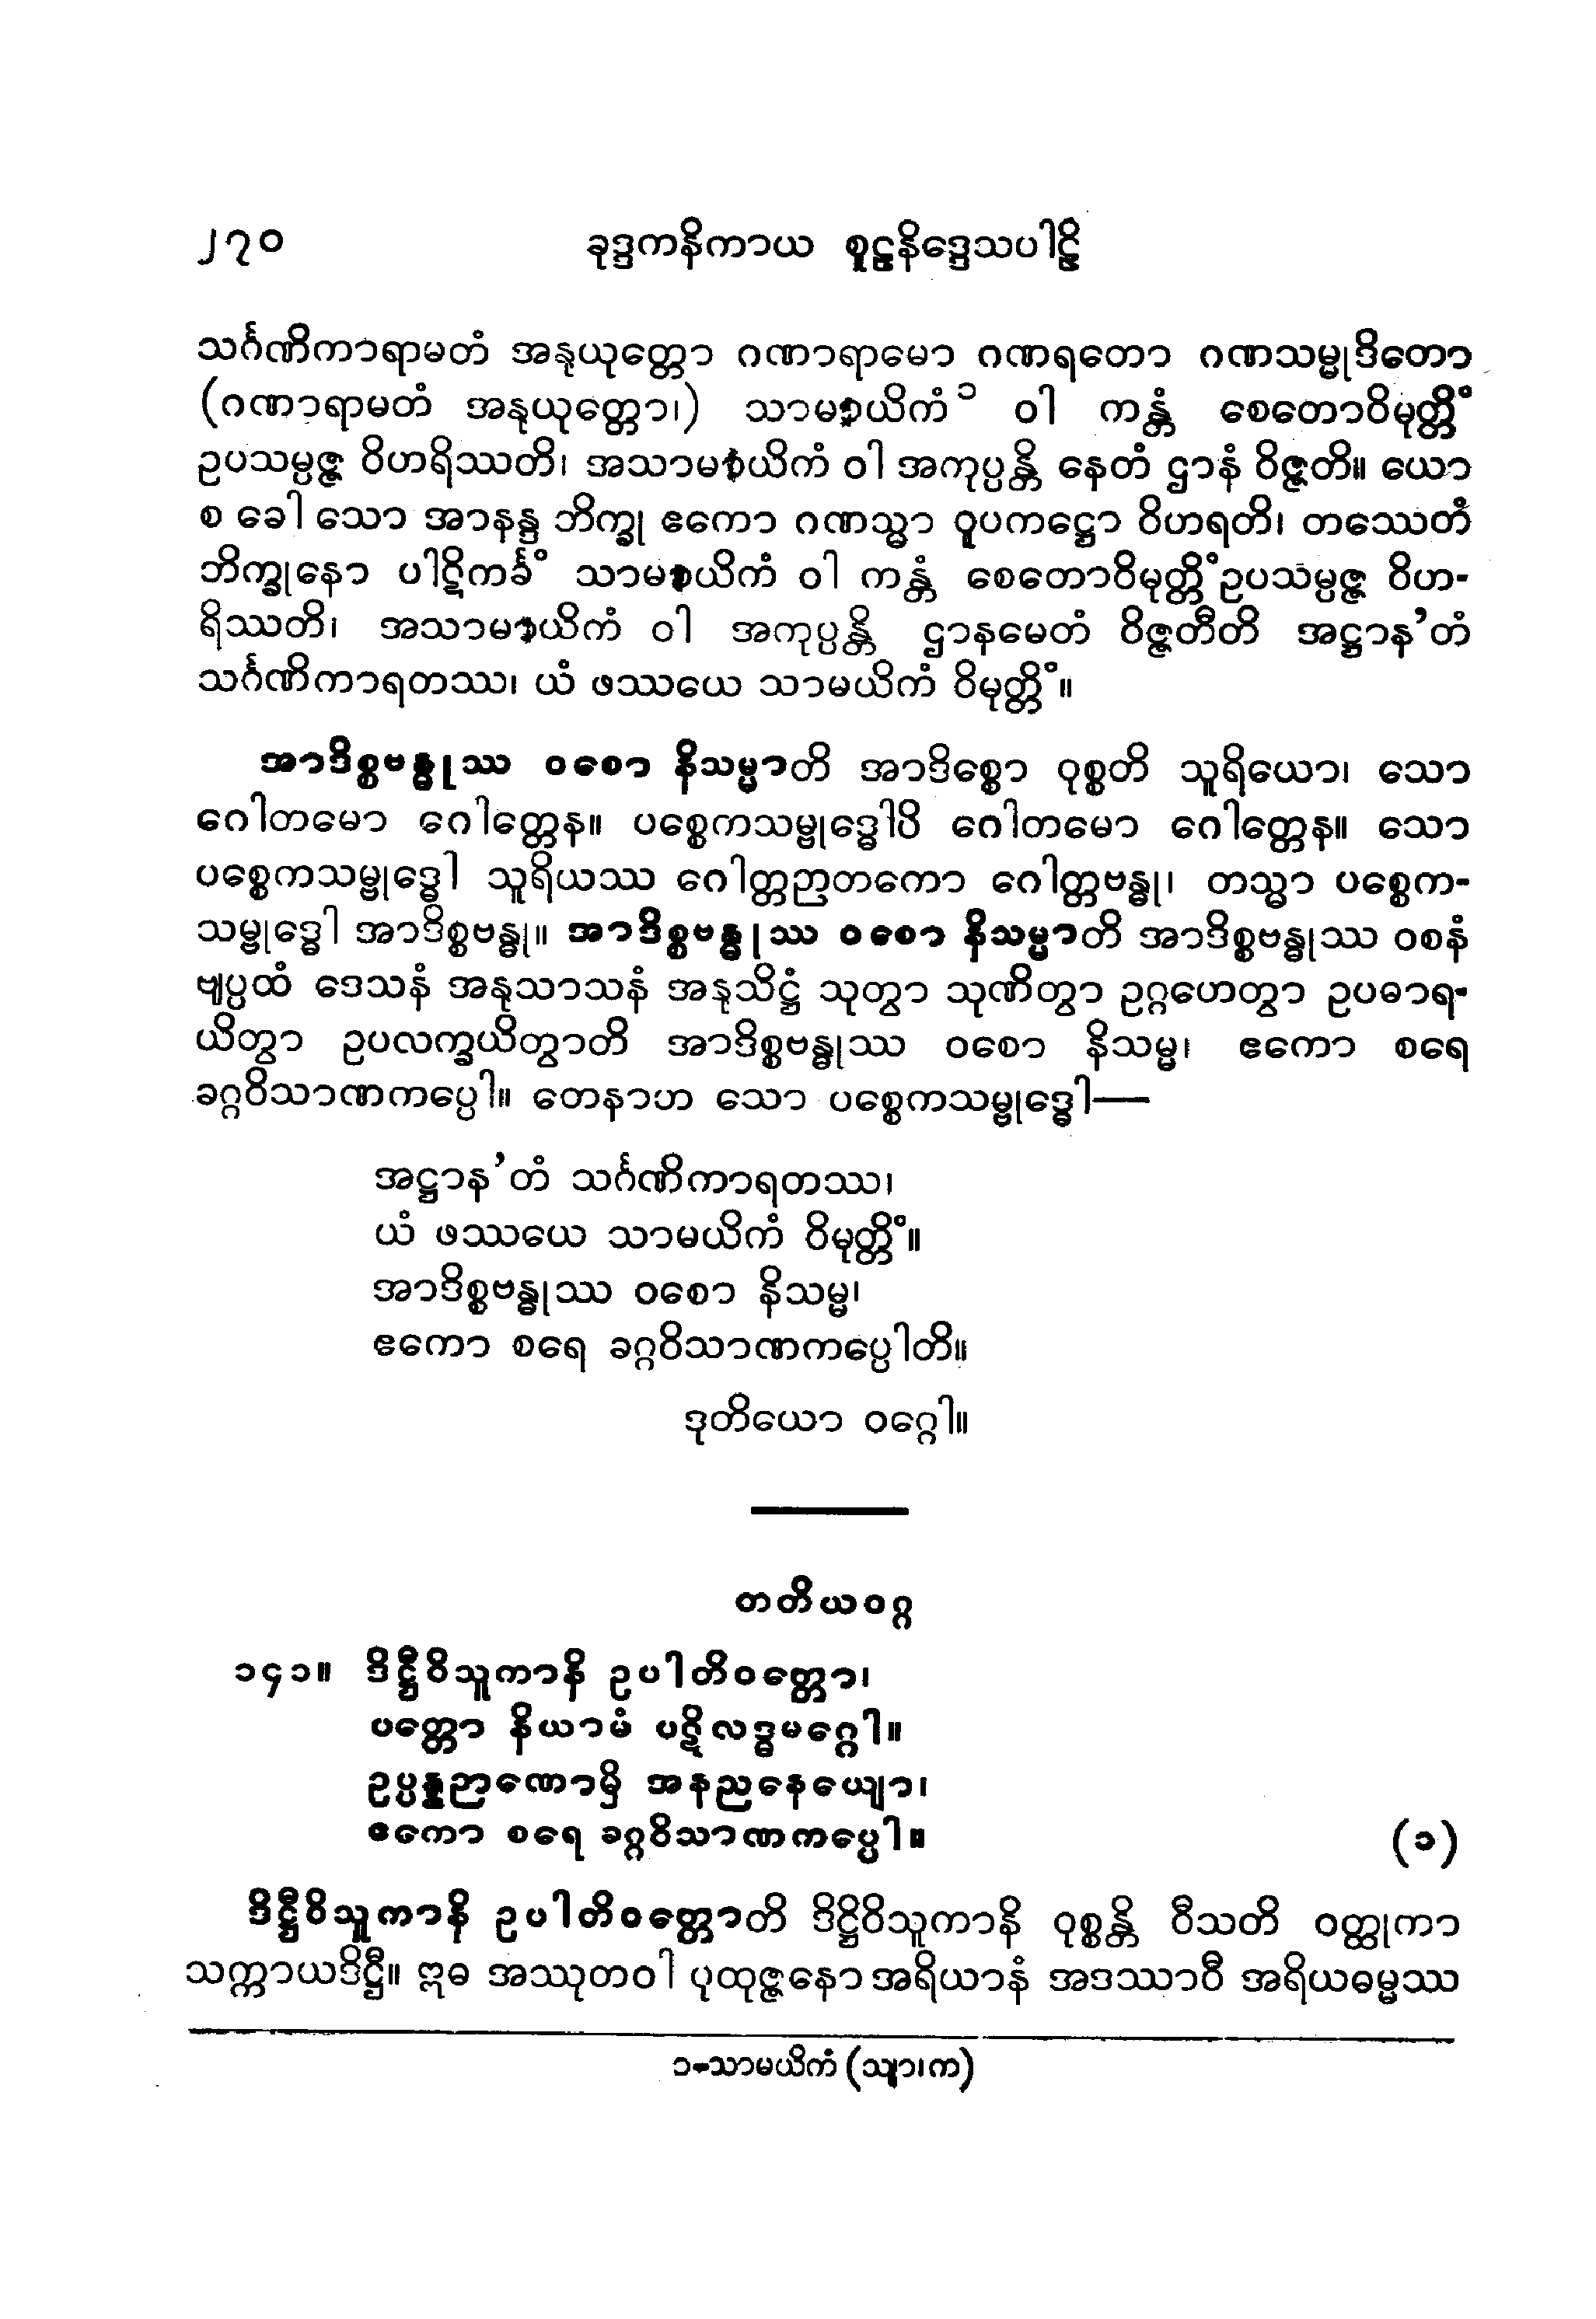 ၂၇၀ ခုဒ္ဒကနိကာယ စူဠနိဒ္ဒေသပါဠိ
သင်္ဂဏိကာရာမတံ အနုယုတ္တော ဂဏာရာမော ဂဏရတော ဂဏသမ္မုဒိတော
(ဂဏာရာမတံ အနုယုတ္တော၊) သာမာယိကံ ၁ ဝါ ကန္တံ စေတောဝိမုတ္တိံ
ဥပသမ္ပဇ္ဇ ဝိဟရိဿတိ၊ အသာမာယိကံ ဝါ အကုပ္ပန္တိ နေတံ ဌာနံ ဝိဇ္ဇတိ။ ယော
စ ခေါ သော အာနန္ဒ ဘိက္ခု ဧကော ဂဏသ္မာ ဝူပကဋ္ဌော ဝိဟရတိ၊ တဿေတံ
ဘိက္ခုနော ပါဋိကင်္ခံ သာမာယိကံ ဝါ ကန္တံ စေတောဝိမုတ္တိံ ဥပသမ္ပဇ္ဇ ဝိဟ-
ရိဿတိ၊ အသာမာယိကံ ဝါ အကုပ္ပန္တိ ဌာနမေတံ ဝိဇ္ဇတီတိ အဋ္ဌာန’တံ
သင်္ဂဏိကာရတဿ၊ ယံ ဖဿယေ သာမယိကံ ဝိမုတ္တိံ။
အာဒိစ္စဗန္ဓုဿ ဝစော နိသမ္မာတိ အာဒိစ္စော ဝုစ္စတိ သူရိယော၊ သော
ဂေါတမော ဂေါတ္တေန။ ပစ္စေကသမ္ဗုဒ္ဓေါပိ ဂေါတမော ဂေါတ္တေန။ သော
ပစ္စေကသမ္ဗုဒ္ဓေါ သူရိယဿ ဂေါတ္တဉာတကော ဂေါတ္တဗန္ဓု၊ တသ္မာ ပစ္စေက-
သမ္ဗုဒ္ဓေါ အာဒိစ္စဗန္ဓု။ အာဒိစ္စဗန္ဓုဿ ဝစော နိသမ္မာတိ အာဒိစ္စဗန္ဓုဿ ဝစနံ
ဗျပ္ပထံ ဒေသနံ အနုသာသနံ အနုသိဋ္ဌံ သုတွာ သုဏိတွာ ဥဂ္ဂဟေတွာ ဥပဓာရ-
ယိတွာ ဥပလက္ခယိတွာတိ အာဒိစ္စဗန္ဓုဿ ဝစော နိသမ္မ၊ ဧကော စရေ
ခဂ္ဂဝိသာဏကပ္ပေါ။ တေနာဟ သော ပစ္စေကသမ္ဗုဒ္ဓေါ—
အဋ္ဌာန’တံ သင်္ဂဏိကာရတဿ၊
ယံ ဖဿယေ သာမယိကံ ဝိမုတ္တိံ။
အာဒိစ္စဗန္ဓုဿ ဝစော နိသမ္မ၊
ဧကော စရေ ခဂ္ဂဝိသာဏကပ္ပေါတိ။
ဒုတိယော ဝဂ္ဂေါ။
တတိယဝဂ္ဂ
၁၄၁။ ဒိဋ္ဌီဝိသူကာနိ ဥပါတိဝတ္တော၊
ပတ္တော နိယာမံ ပဋိလဒ္ဓမဂ္ဂေါ။
ဥပ္ပန္နဉာဏောမှိ အနညနေယျော၊
ဧကော စရေ ခဂ္ဂဝိသာဏကပ္ပေါ။ (၁)
ဒိဋ္ဌီဝိသူကာနိ ဥပါတိဝတ္တောတိ ဒိဋ္ဌိဝိသူကာနိ ဝုစ္စန္တိ ဝီသတိ ဝတ္ထုကာ
သက္ကာယဒိဋ္ဌီ။ ဣဓ အဿုတဝါ ပုထုဇ္ဇနော အရိယာနံ အဒဿာဝီ အရိယဓမ္မဿ
၁-သာမယိကံ (သျာ၊ က)